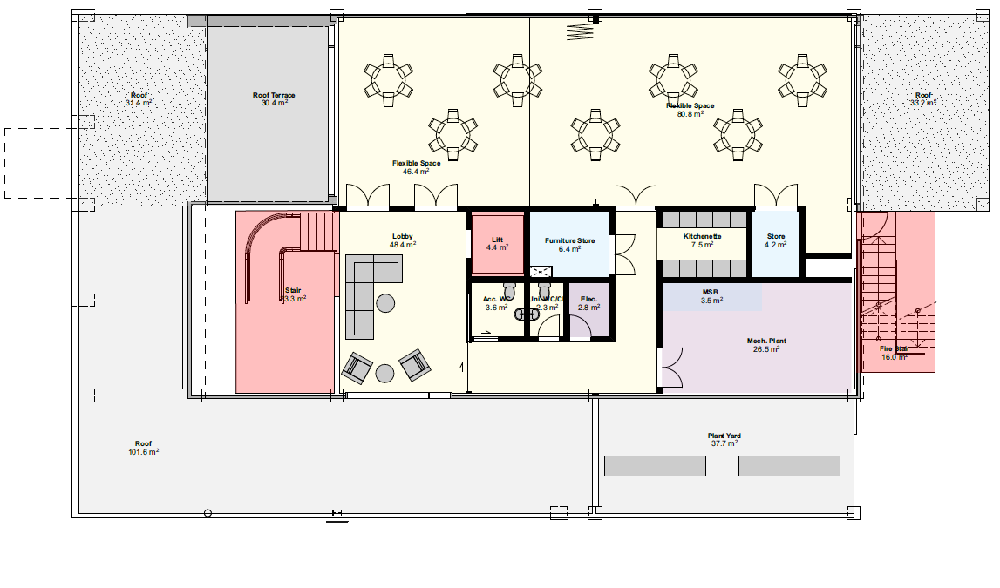 Roof
31.4 m²
Roof Terrace
30.4 m²
Flexible Space
80.8 m²
Roof
33.2 m²
Flexible Space
46.4 m²
Lobby
48.4 m²
Lift
4.4 m²
Furniture Store
6.4 m²
Kitchenette
7.5 m²
Store
4.2 m²
Stair
3.3 m²
Acc. WC
3.6 m²
Uni. WC/C
2.3 m²
Elec.
2.8 m²
MSB
3.5 m²
Mech. Plant
26.5 m²
Fire Stair
16.0 m²
Roof
101.6 m²
Plant Yard
37.7 m²